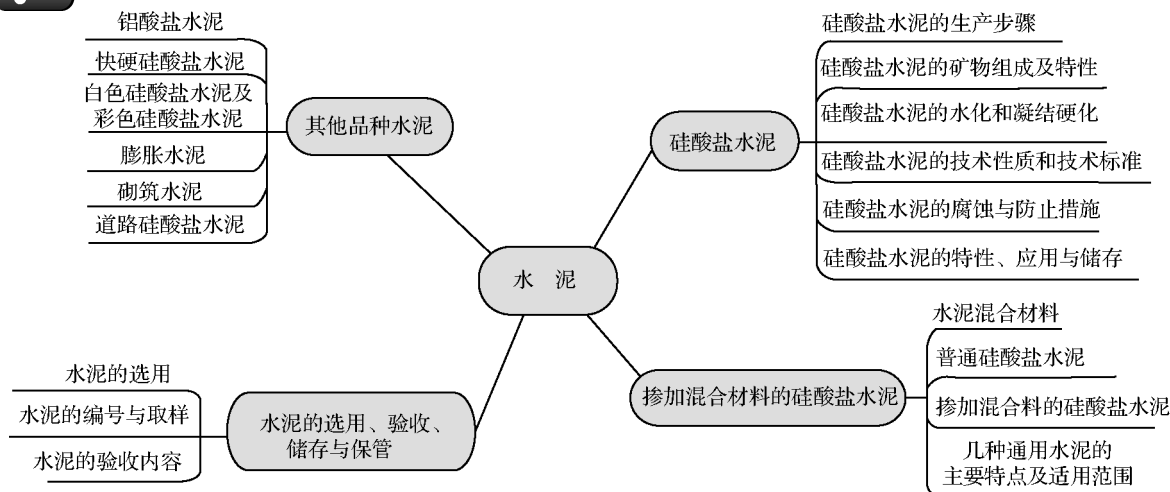 铝酸盐水泥
快硬硅酸盐水泥
白色硅酸盐水泥及
彩色硅酸盐水泥
膨胀水泥
砌筑水泥
道路硅酸盐水泥
其他品种水泥
硅酸盐水泥
硅酸盐水泥的生产步骤
硅酸盐水泥的矿物组成及特性
硅酸盐水泥的水化和凝结硬化
硅酸盐水泥的技术性质和技术标准
硅酸盐水泥的腐蚀与防止措施
硅酸盐水泥的特性、应用与储存
水 泥
水泥的选用
水泥的编号与取样
水泥的验收内容
水泥的选用、验收、
储存与保管
掺加混合材料的硅酸盐水泥
水泥混合材料
普通硅酸盐水泥
掺加混合料的硅酸盐水泥
几种通用水泥的
主要特点及适用范围